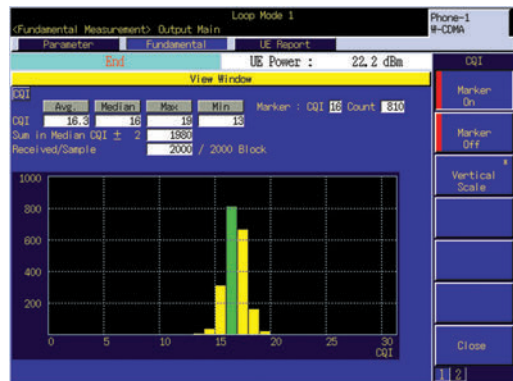 Loop Mode 1
Phone-1
<Fundamental Measurement> Output Main
W-CDMA
Parameter Fundamental UE Report
End UE Power : 22.2 dBm CQI
View Window
CQI
Avg. Median Max Min Marker : CQI 16 Count 810
CQI 16.3 16 19 13
Sum in Median CQI ± 2 1980
Received/Sample 2000 / 2000 Block
Marker
On
Marker
Off
*
Vertical
Scale
Close
1000
800
600
400
200
0 5 10 15 20 25 30
CQI
1 2